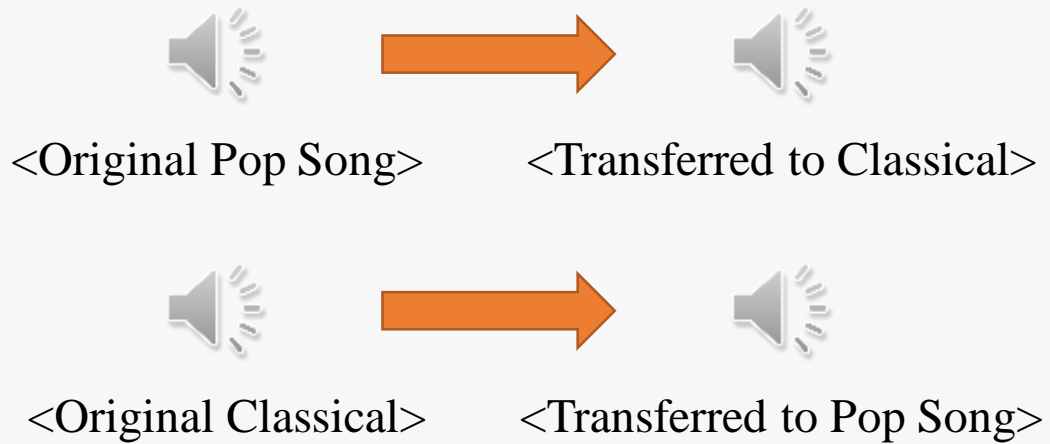 <Original Pop Song> <Transferred to Classical>
<Original Classical> <Transferred to Pop Song>